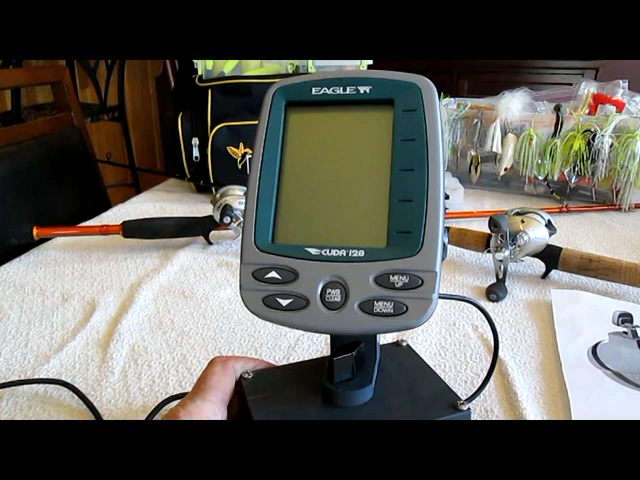 EAGLE
CUDA 128
MENU
UP
PWR
CLEAR
MENU
DOWN